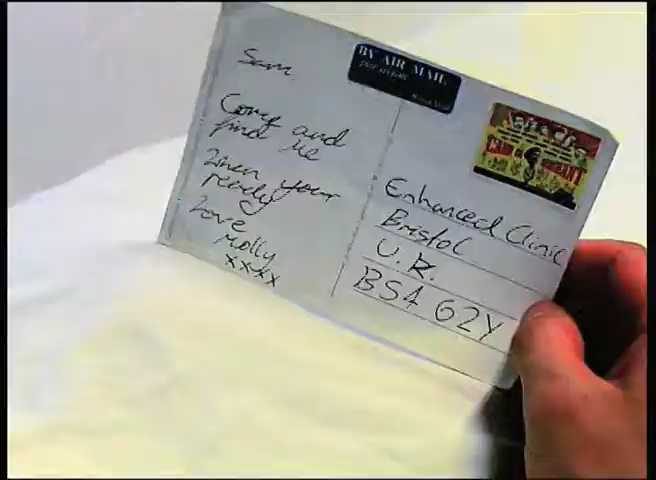 Sam
Come and
find me
When your
ready
Love
Molly
xxxx
BY AIR MAIL
Enhanced Clinic
Bristol
U.K.
BS4 62Y